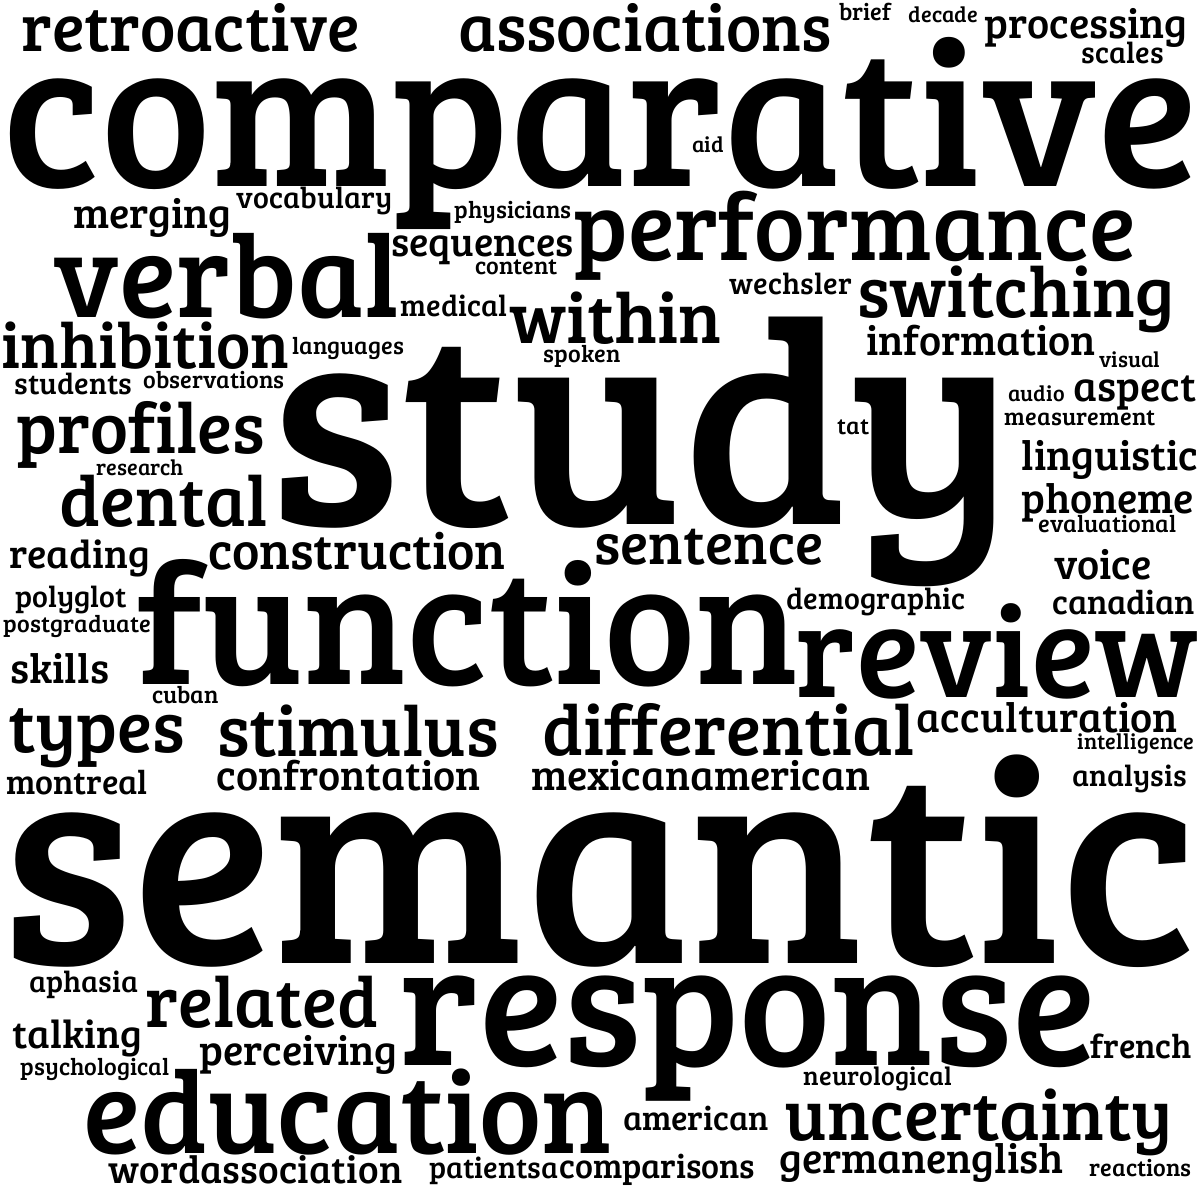 retroactive associations brief decade processing
scales
comparative
aid
merging vocabulary physicians performance
verbal sequences
content
wechsler switching
medical within
inhibition languages spoken information visual
students observations
study
audio aspect
profiles tat measurement
research linguistic
dental phoneme
evaluational
reading construction sentence voice
polyglot function demographic canadian
postgraduate
skills review
cuban
types stimulus differential acculturation
intelligence
montreal confrontation mexicanamerican analysis
semantic
aphasia related response
talking perceiving french
psychological neurological
education american uncertainty
wordassociation patientsacomparisons germanenglish reactions